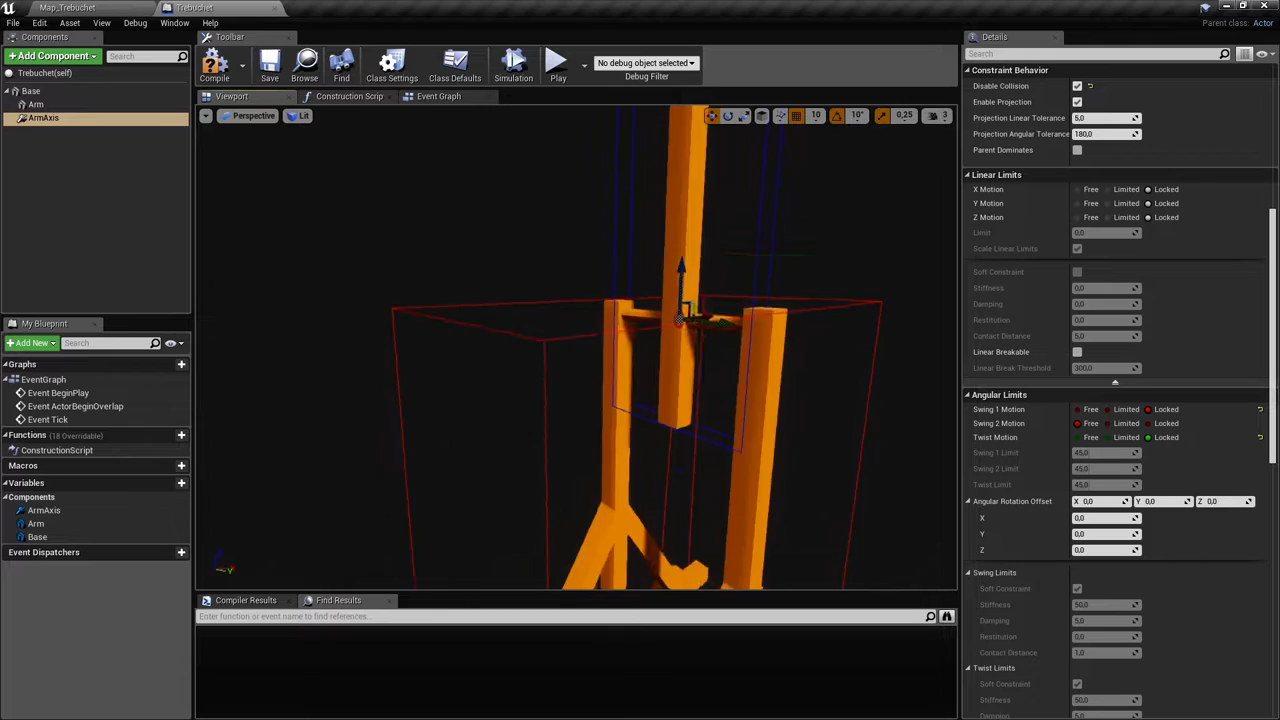 Map_Trebuchet
Trebuchet
File Edit Asset View Debug Window Help
Parent class: Actor
Components
Add Component
Search
Trebuchet(self)
Base
Arm
ArmAxis
My Blueprint
Add New
Search
Graphs
EventGraph
Event BeginPlay
Event ActorBeginOverlap
Event Tick
Functions (18 Overridable)
ConstructionScript
Macros
Variables
Components
ArmAxis
Arm
Base
Event Dispatchers
Toolbar
Compile
Save
Browse
Find
Class Settings
Class Defaults
Simulation
Play
No debug object selected
Debug Filter
Viewport
Construction Scrip
Event Graph
Perspective
Lit
10
10°
0,25
3
Compiler Results
Find Results
Enter function or event name to find references...
Details
Search
Constraint Behavior
Disable Collision
Enable Projection
Projection Linear Tolerance 5,0
Projection Angular Tolerance 180,0
Parent Dominates
Linear Limits
X Motion Free Limited Locked
Y Motion Free Limited Locked
Z Motion Free Limited Locked
Limit 0,0
Scale Linear Limits
Soft Constraint
Stiffness 0,0
Damping 0,0
Restitution 0,0
Contact Distance 5,0
Linear Breakable
Linear Break Threshold 300,0
Angular Limits
Swing 1 Motion Free Limited Locked
Swing 2 Motion Free Limited Locked
Twist Motion Free Limited Locked
Swing 1 Limit 45,0
Swing 2 Limit 45,0
Twist Limit 45,0
Angular Rotation Offset X 0,0 Y 0,0 Z 0,0
X 0,0
Y 0,0
Z 0,0
Swing Limits
Soft Constraint
Stiffness 50,0
Damping 5,0
Restitution 0,0
Contact Distance 1,0
Twist Limits
Soft Constraint
Stiffness 50,0
Damping 5,0